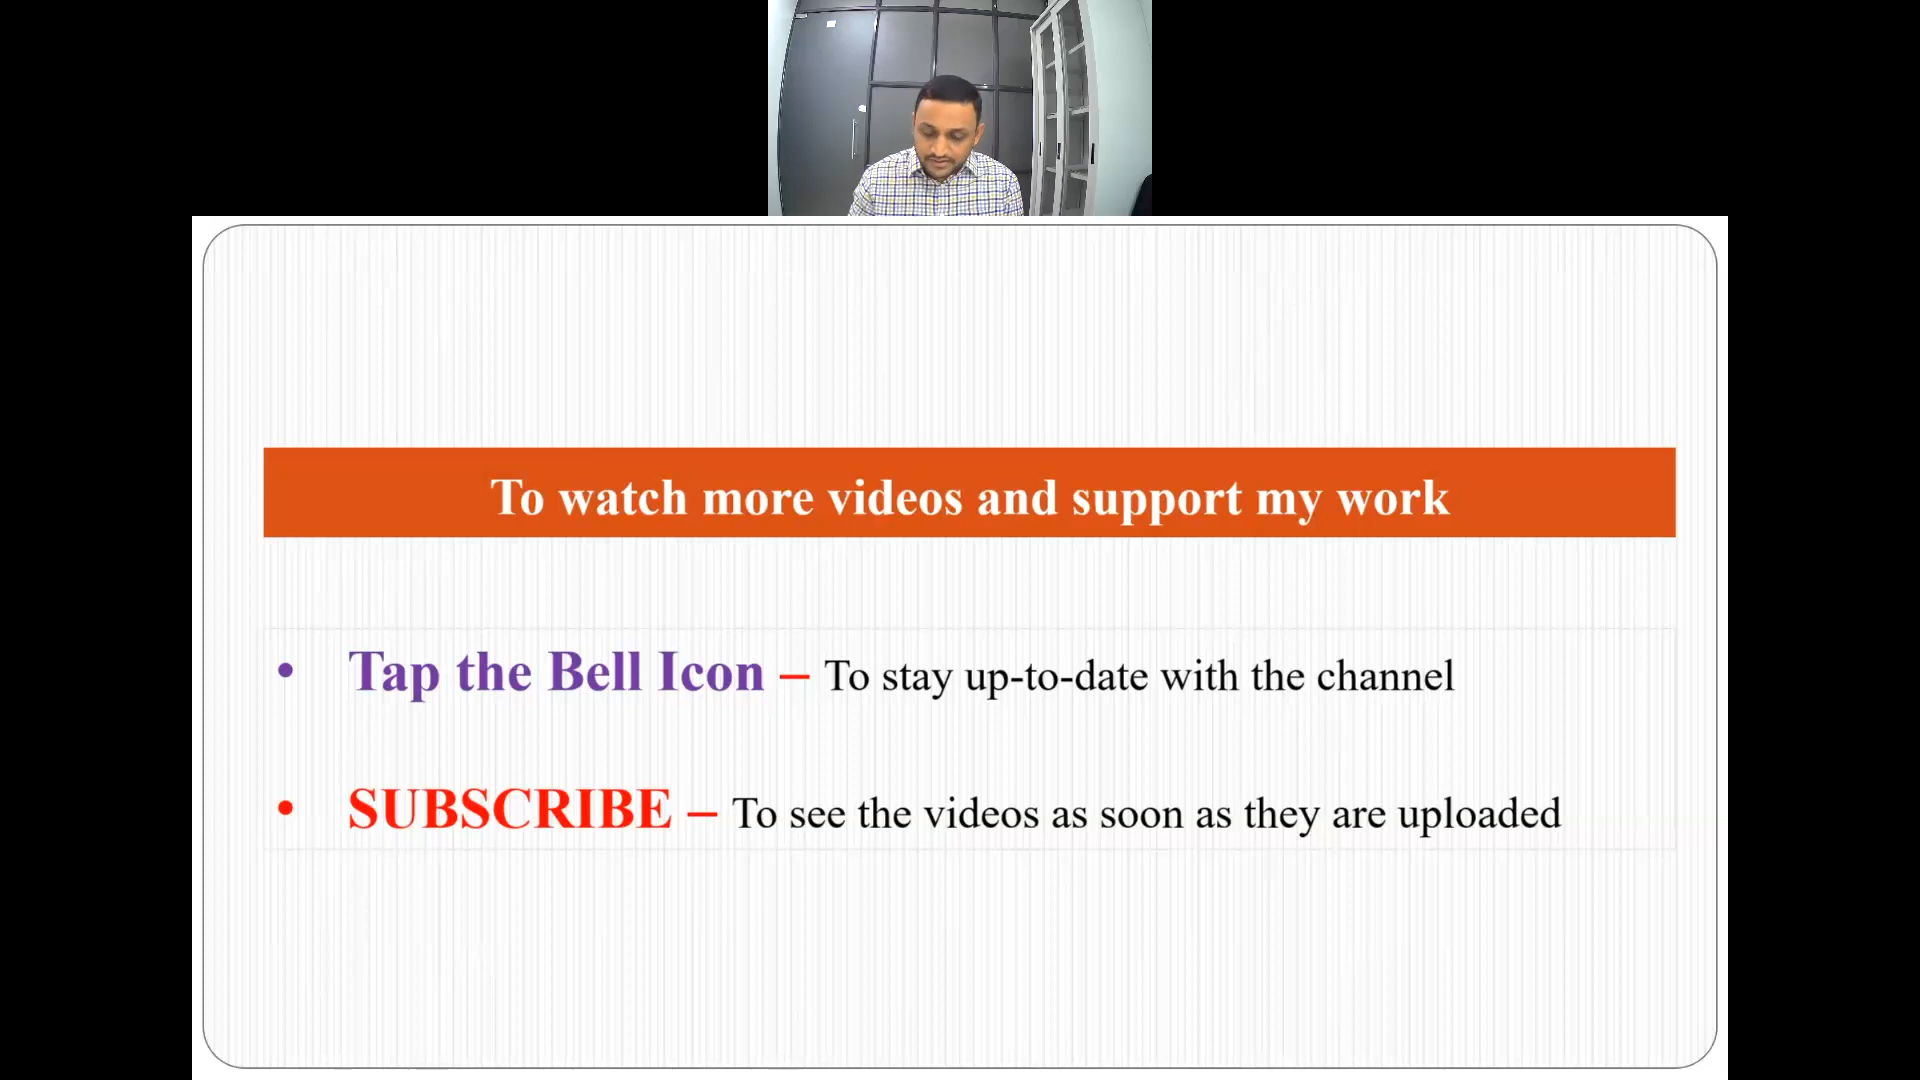 To watch more videos and support my work
• Tap the Bell Icon – To stay up-to-date with the channel
• SUBSCRIBE – To see the videos as soon as they are uploaded